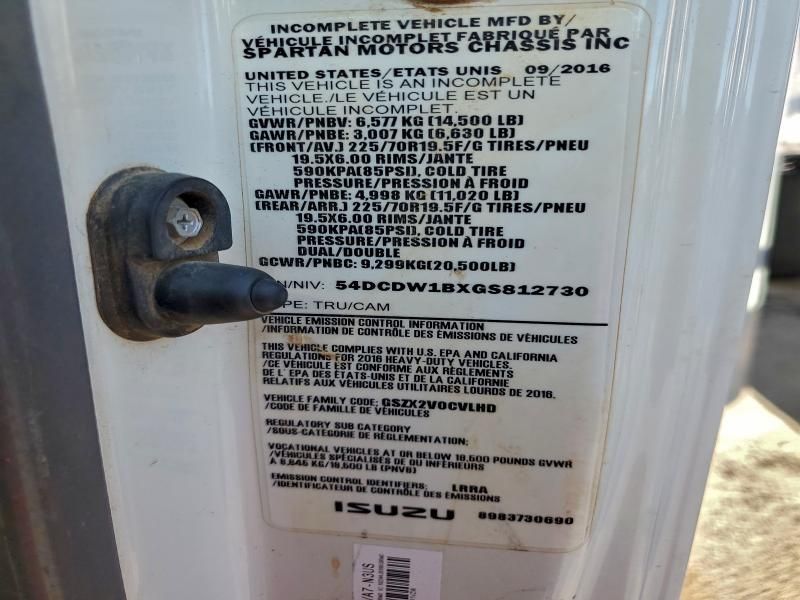 INCOMPLETE VEHICLE MFD BY/
VÉHICULE INCOMPLET FABRIQUÉ PAR
SPARTAN MOTORS CHASSIS INC
UNITED STATES/ETATS UNIS 09/2016
THIS VEHICLE IS AN INCOMPLETE
VEHICLE./LE VÉHICULE EST UN
VÉHICULE INCOMPLET.
GVWR/PNBV: 6,577 KG (14,500 LB)
GAWR/PNBE: 3,007 KG (6,630 LB)
(FRONT/AV.) 225/70R19.5F/G TIRES/PNEU
19.5X6.00 RIMS/JANTE
590KPA(85PSI), COLD TIRE
PRESSURE/PRESSION À FROID
GAWR/PNBE: 4,998 KG (11,020 LB)
(REAR/ARR.) 225/70R19.5F/G TIRES/PNEU
19.5X6.00 RIMS/JANTE
590KPA(85PSI), COLD TIRE
PRESSURE/PRESSION À FROID
DUAL/DOUBLE
GCWR/PNBC: 9,299KG(20,500LB)
/NIV: 54DCDW1BXGS812730
: TRU/CAM
VEHICLE EMISSION CONTROL INFORMATION
/INFORMATION DE CONTRÔLE DES ÉMISSIONS DE VÉHICULES
THIS VEHICLE COMPLIES WITH U.S. EPA AND CALIFORNIA
REGULATIONS FOR 2016 HEAVY-DUTY VEHICLES.
/CE VÉHICULE EST CONFORME AUX RÈGLEMENTS
DE L' EPA DES ÉTATS-UNIS ET DE LA CALIFORNIE
RELATIFS AUX VÉHICULES UTILITAIRES LOURDS DE 2016.
VEHICLE FAMILY CODE: GSZX2VOCVLHD
/CODE DE FAMILLE DE VÉHICULES
REGULATORY SUB CATEGORY
/SOUS-CATÉGORIE DE RÉGLEMENTATION:
VOCATIONAL VEHICLES AT OR BELOW 19,500 POUNDS GVWR
/VÉHICULES SPÉCIALISÉS DE OU INFÉRIEURS
À 8,845 KG/19,500 LB (PNVB)
EMISSION CONTROL IDENTIFIERS: LRRA
/IDENTIFICATEUR DE CONTRÔLE DES ÉMISSIONS
ISUZU 8983730690